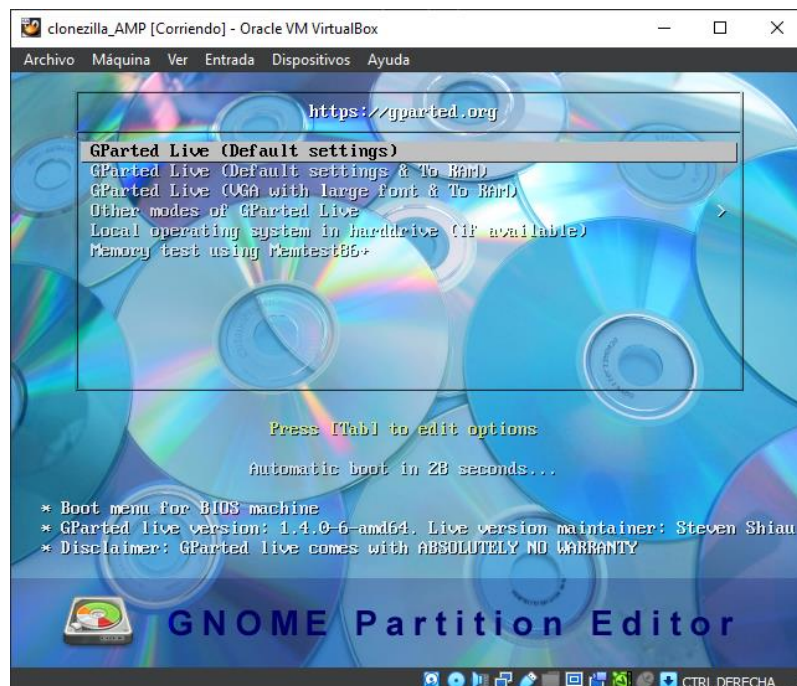 clonezilla_AMP [Corriendo] - Oracle VM VirtualBox
Archivo Máquina Ver Entrada Dispositivos Ayuda
https://gparted.org
GParted Live (Default settings)
GParted Live (Default settings & To RAM)
GParted Live (VGA with large font & To RAM)
Other modes of GParted Live >
Local operating system in harddrive (if available)
Memory test using Memtest86+
Press [Tab] to edit options
Automatic boot in 28 seconds...
* Boot menu for BIOS machine
* GParted live version: 1.4.0-6-amd64. Live version maintainer: Steven Shiau
* Disclaimer: GParted live comes with ABSOLUTELY NO WARRANTY
GNOME Partition Editor
CTRL DERECHA